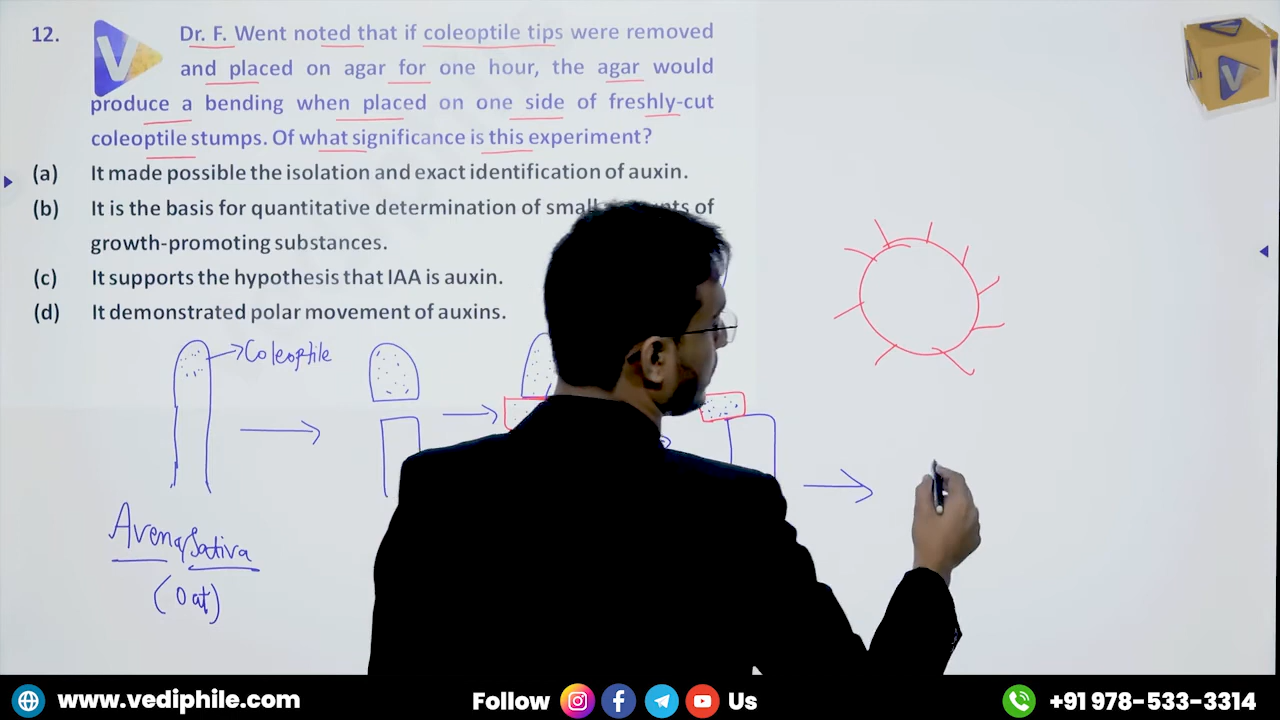 12. Dr. F. Went noted that if coleoptile tips were removed
and placed on agar for one hour, the agar would
produce a bending when placed on one side of freshly-cut
coleoptile stumps. Of what significance is this experiment?
(a) It made possible the isolation and exact identification of auxin.
(b) It is the basis for quantitative determination of small of
growth-promoting substances.
(c) It supports the hypothesis that IAA is auxin.
(d) It demonstrated polar movement of auxins.
Coleoptile
Avena Sativa
(Oat)
www.vediphile.com
Follow Us
+91 978-533-3314